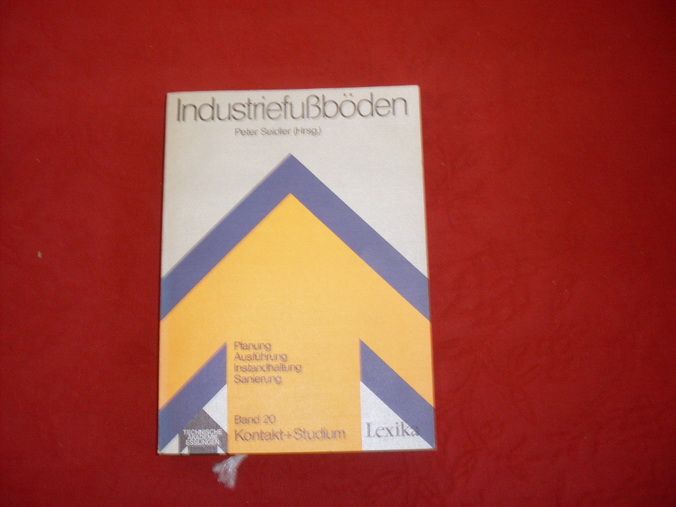 Industriefußböden
Peter Seidler (Hrsg.)
Planung
Ausführung
Instandhaltung
Sanierung
Band 20
Kontakt+Studium
TECHNISCHE
AKADEMIE
ESSLINGEN
Lexika